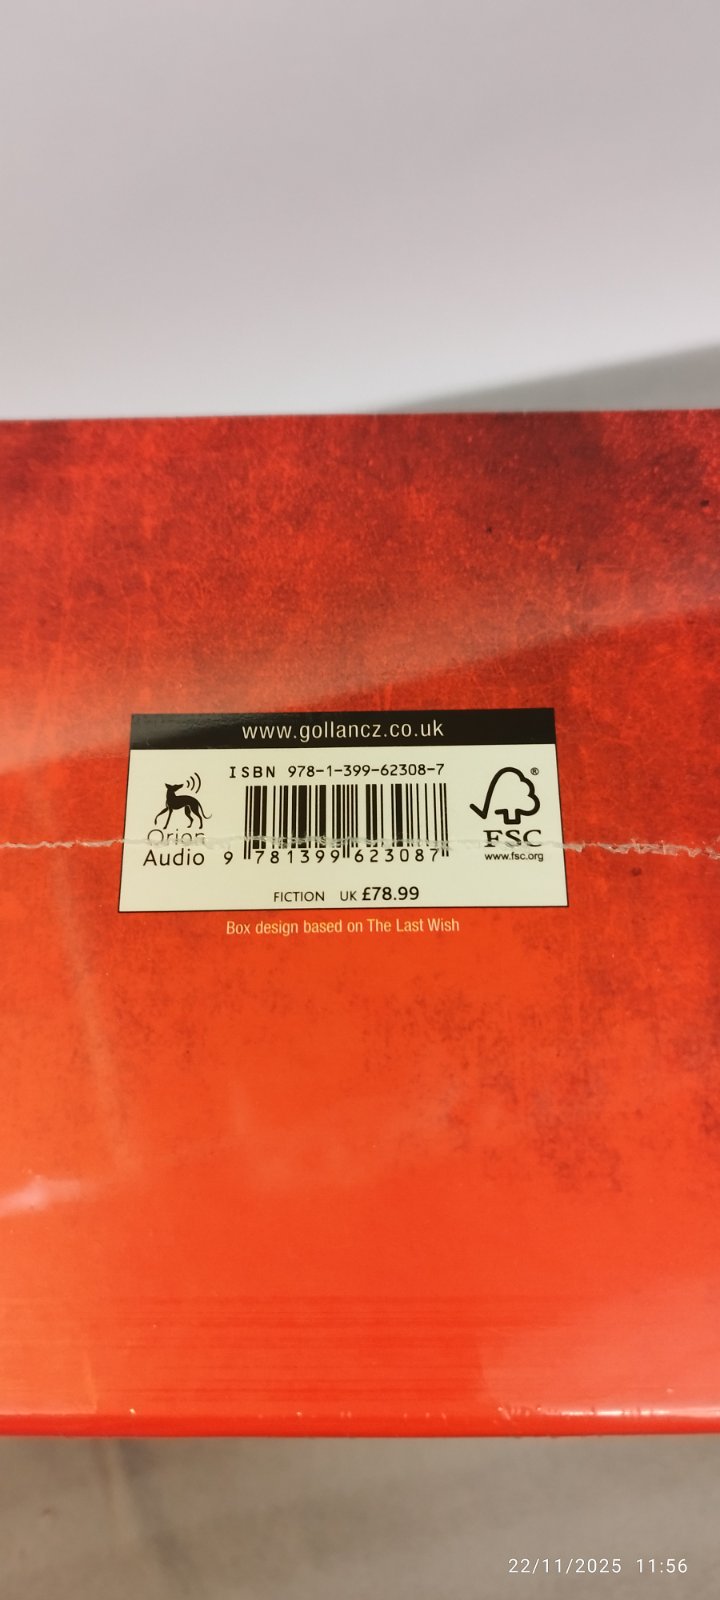 www.gollancz.co.uk
ISBN 978-1-399-62308-7
Orion
Audio
9 781399 623087
FSC
®
www.fsc.org
FICTION UK £78.99
Box design based on The Last Wish
22/11/2025 11:56